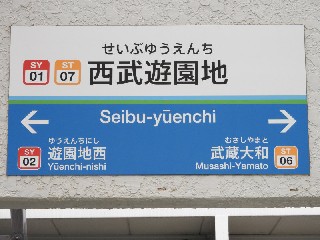 せいぶゆうえんち
SY 01 ST 07 西武遊園地
Seibu-yūenchi
ゆうえんちにし むさしやまと
SY 02 遊園地西 武蔵大和 ST 06
Yūenchi-nishi Musashi-Yamato